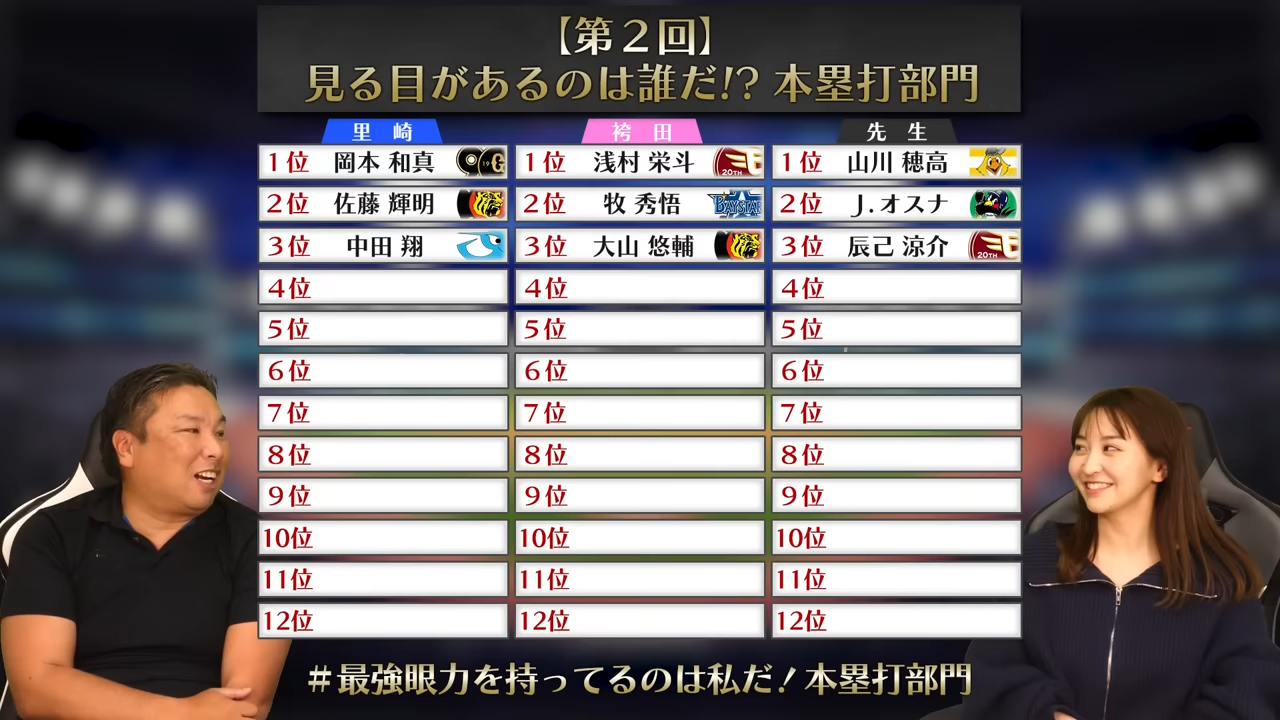 【第2回】
見る目があるのは誰だ!? 本塁打部門
里崎 袴田 先生
1位 岡本 和真 19 G 1位 浅村 栄斗 20TH 1位 山川 穂高
2位 佐藤 輝明 2位 牧 秀悟 BAYSTARS 2位 J.オスナ
3位 中田 翔 3位 大山 悠輔 3位 辰己 涼介 20TH
4位 4位 4位
5位 5位 5位
6位 6位 6位
7位 7位 7位
8位 8位 8位
9位 9位 9位
10位 10位 10位
11位 11位 11位
12位 12位 12位
#最強眼力を持ってるのは私だ!本塁打部門